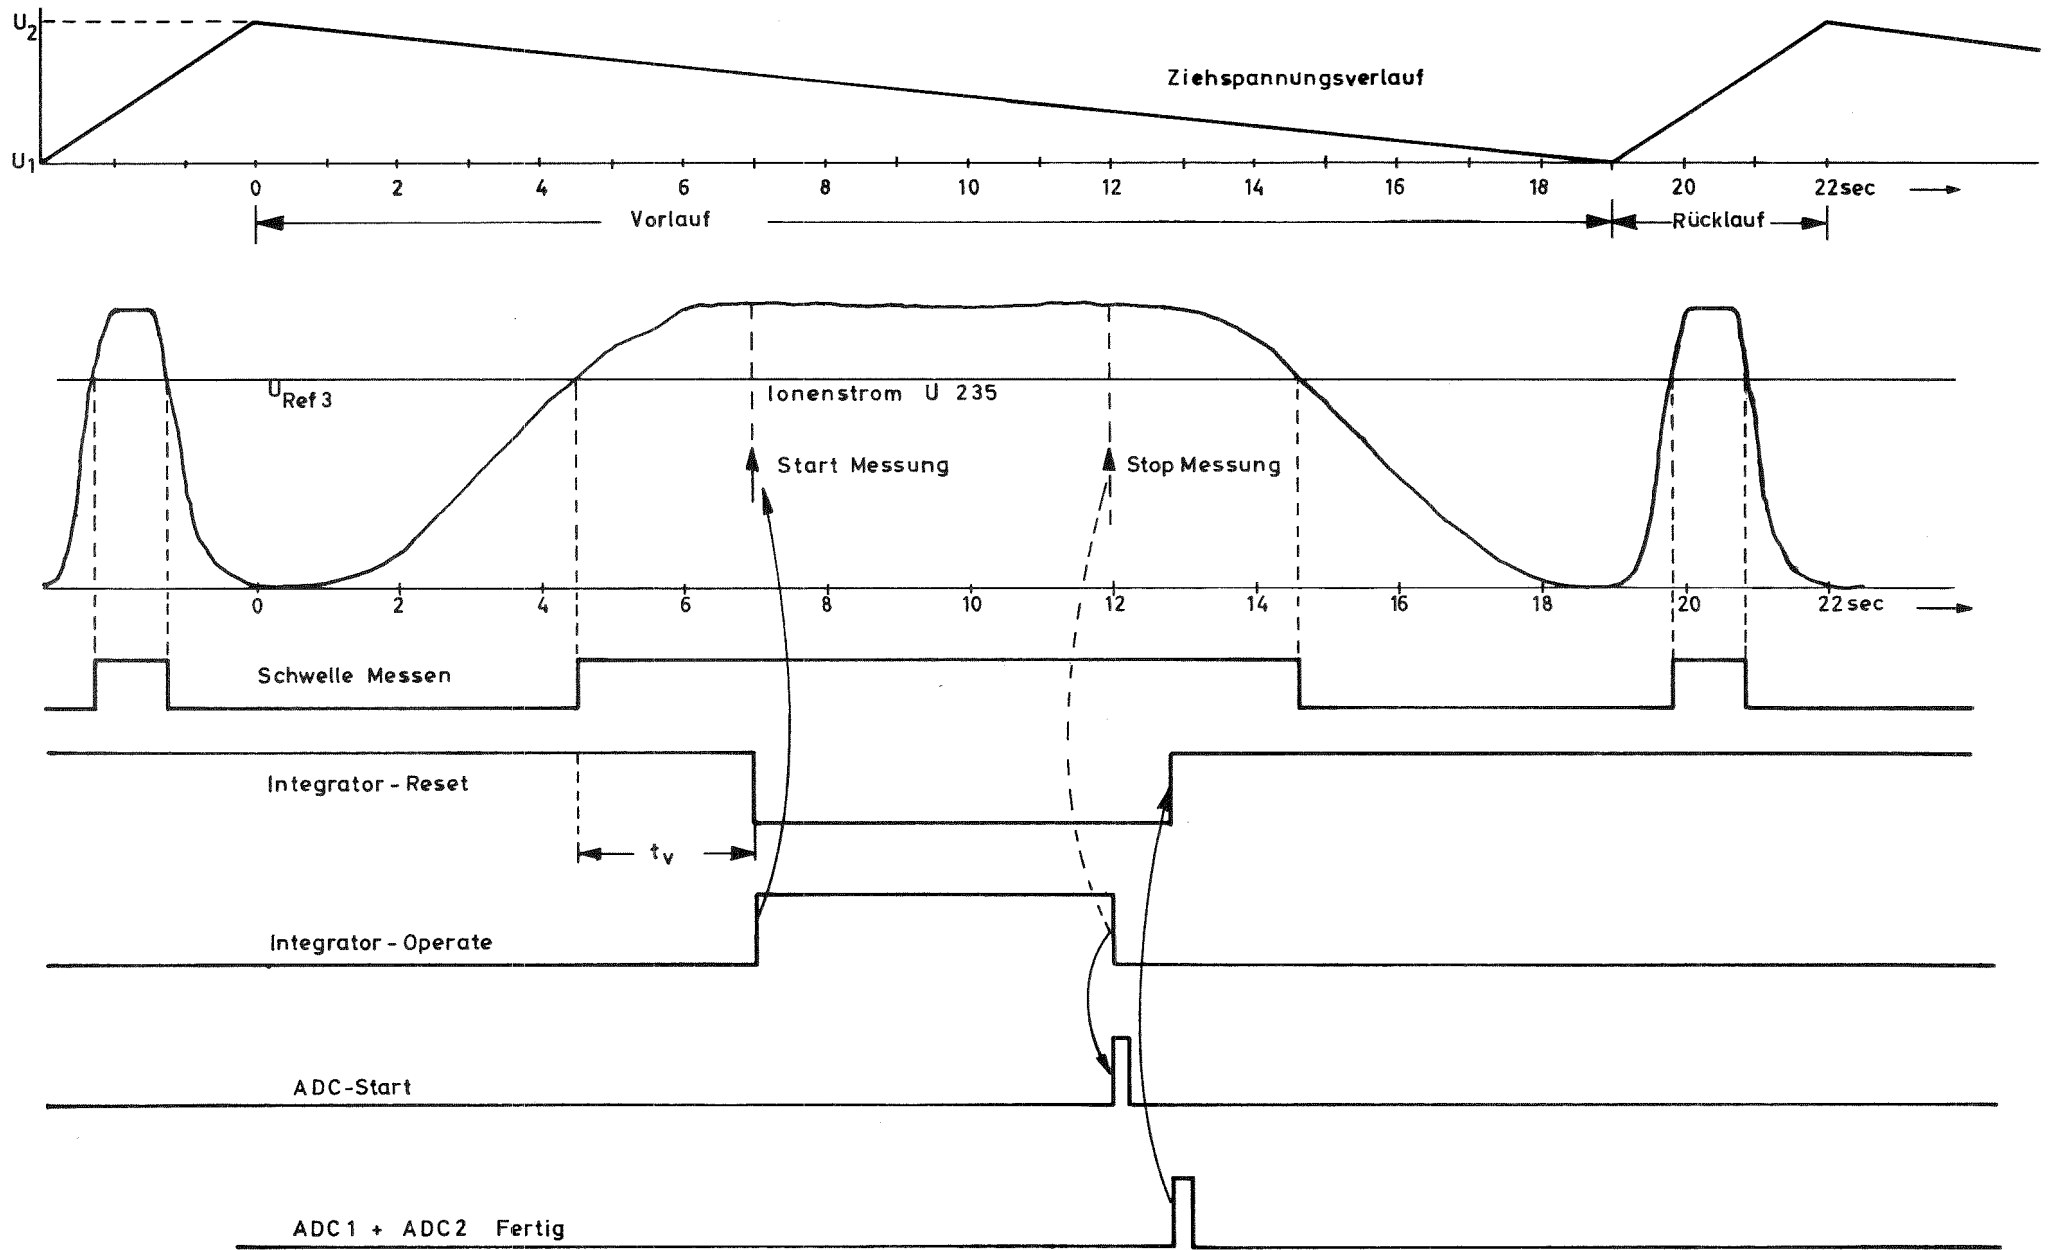 U2
Ziehspannungsverlauf
U1
0 2 4 6 8 10 12 14 16 18 20 22sec
Vorlauf
Rücklauf
URef3
Ionenstrom U 235
Start Messung
Stop Messung
0 2 4 6 8 10 12 14 16 18 20 22sec
Schwelle Messen
Integrator-Reset
tv
Integrator-Operate
ADC-Start
ADC1 + ADC2 Fertig